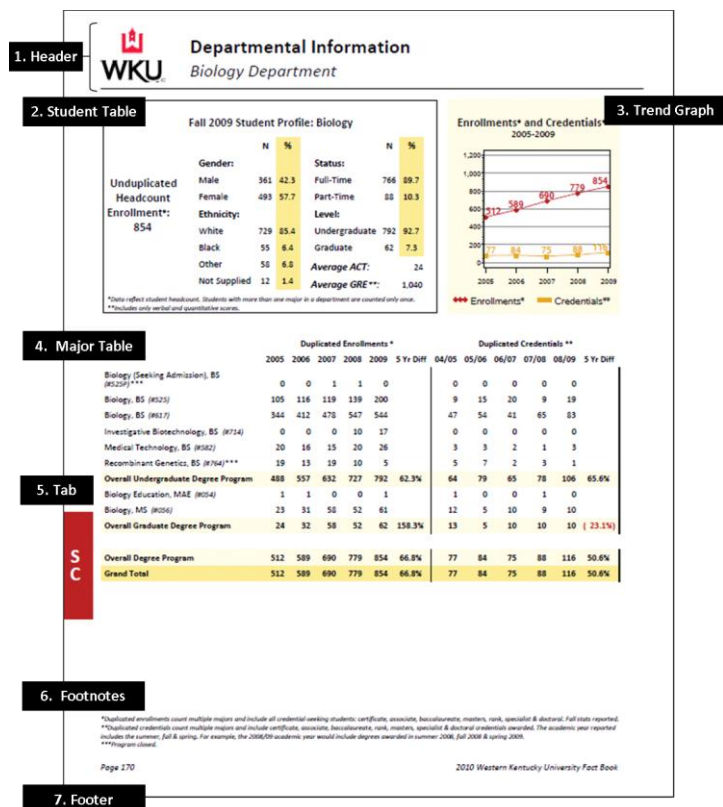 1. Header
WKU
Departmental Information
Biology Department
2. Student Table
Fall 2009 Student Profile: Biology
N % N %
Gender: Status:
Male 361 42.3 Full-Time 766 89.7
Female 493 57.7 Part-Time 88 10.3
Unduplicated
Headcount
Enrollment*:
854
Ethnicity: Level:
White 729 85.4 Undergraduate 792 92.7
Black 55 6.4 Graduate 62 7.3
Other 58 6.8 Average ACT: 24
Not Supplied 12 1.4 Average GRE**: 1,040
*Data reflect student headcount. Students with more than one major in a department are counted only once.
**Includes only verbal and quantitative scores.
3. Trend Graph
Enrollments* and Credentials*
2005-2009
1,200
1,000
800
600
400
200
0
512 589 690 779 854
77 84 75 88 116
2005 2006 2007 2008 2009
Enrollments* Credentials**
4. Major Table
Duplicated Enrollments * Duplicated Credentials **
2005 2006 2007 2008 2009 5 Yr Diff 04/05 05/06 06/07 07/08 08/09 5 Yr Diff
Biology (Seeking Admission), BS
(#525P)*** 0 0 1 1 0 0 0 0 0 0
Biology, BS (#525) 105 116 119 139 200 9 15 20 9 19
Biology, BS (#617) 344 412 478 547 544 47 54 41 65 83
Investigative Biotechnology, BS (#714) 0 0 0 10 17 0 0 0 0 0
Medical Technology, BS (#582) 20 16 15 20 26 3 3 2 1 3
Recombinant Genetics, BS (#764)*** 19 13 19 10 5 5 7 2 3 1
Overall Undergraduate Degree Program 488 557 632 727 792 62.3% 64 79 65 78 106 65.6%
5. Tab
Biology Education, MAE (#054) 1 1 0 0 1 1 0 0 1 0
Biology, MS (#056) 23 31 58 52 61 12 5 10 9 10
Overall Graduate Degree Program 24 32 58 52 62 158.3% 13 5 10 10 10 ( 23.1%)
S
C
Overall Degree Program 512 589 690 779 854 66.8% 77 84 75 88 116 50.6%
Grand Total 512 589 690 779 854 66.8% 77 84 75 88 116 50.6%
6. Footnotes
*Duplicated enrollments count multiple majors and include all credential-seeking students: certificate, associate, baccalaureate, masters, rank, specialist & doctoral. Fall stats reported.
**Duplicated credentials count multiple majors and include certificate, associate, baccalaureate, rank, masters, specialist & doctoral credentials awarded. The academic year reported
includes the summer, fall & spring. For example, the 2008/09 academic year would include degrees awarded in summer 2008, fall 2008 & spring 2009.
***Program closed.
Page 170 2010 Western Kentucky University Fact Book
7. Footer